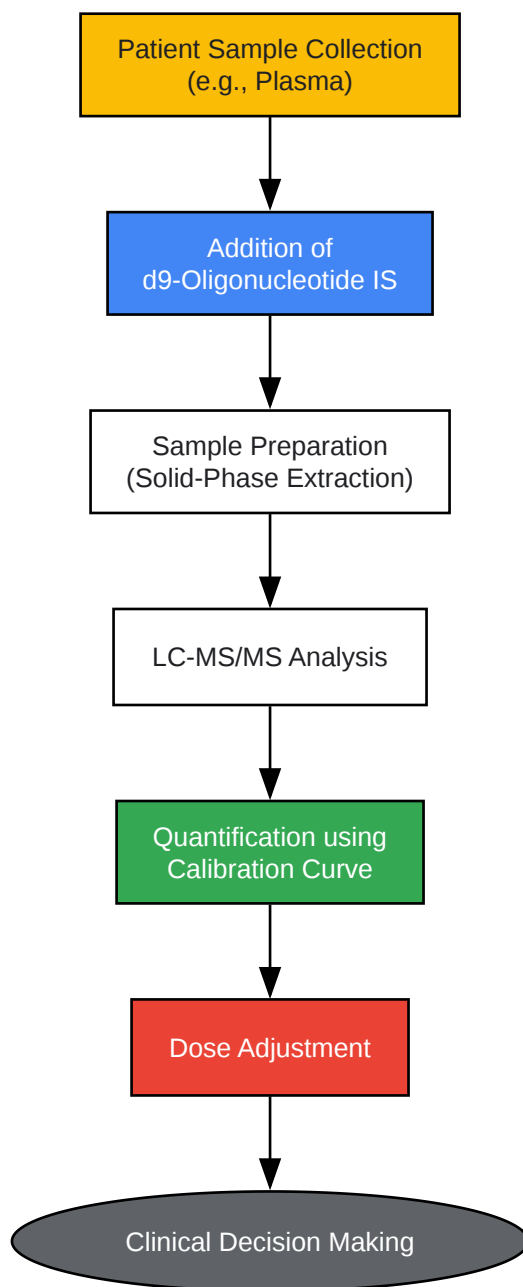 Patient Sample Collection
(e.g., Plasma)
Addition of
d9-Oligonucleotide IS
Sample Preparation
(Solid-Phase Extraction)
LC-MS/MS Analysis
Quantification using
Calibration Curve
Dose Adjustment
Clinical Decision Making